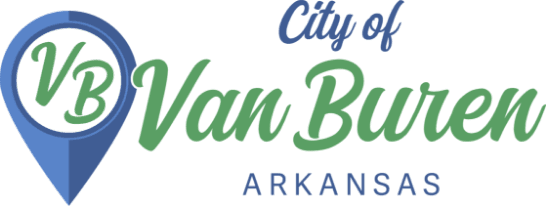 City of
VB Van Buren
ARKANSAS